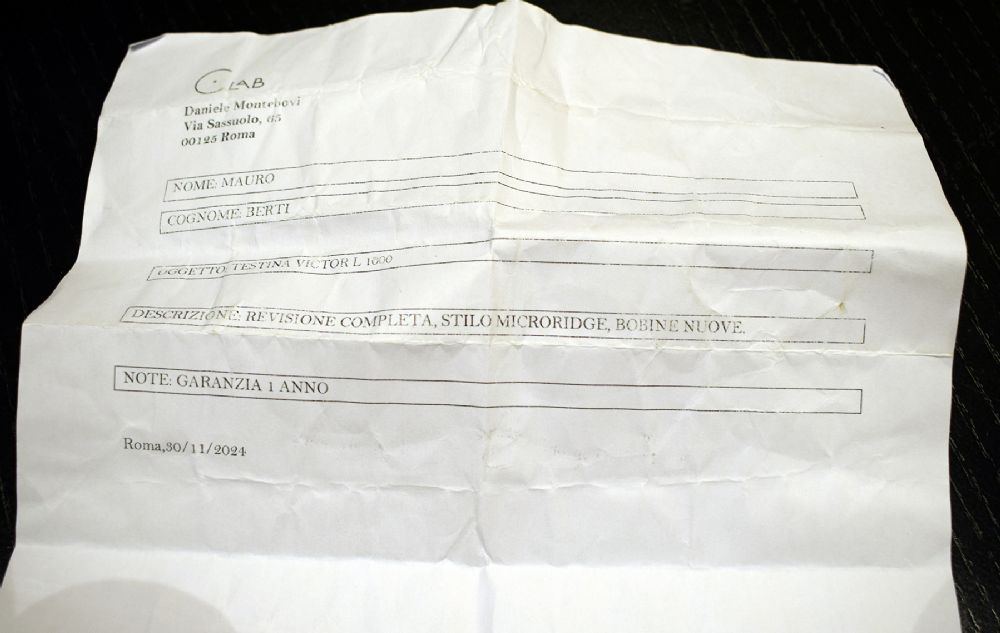 C LAB
Daniele Montebovi
Via Sassuolo, 65
00125 Roma
NOME: MAURO
COGNOME: BERTI
OGGETTO: TESTINA VICTOR L 1000
DESCRIZIONE: REVISIONE COMPLETA, STILO MICRORIDGE, BOBINE NUOVE.
NOTE: GARANZIA 1 ANNO
Roma,30/11/2024